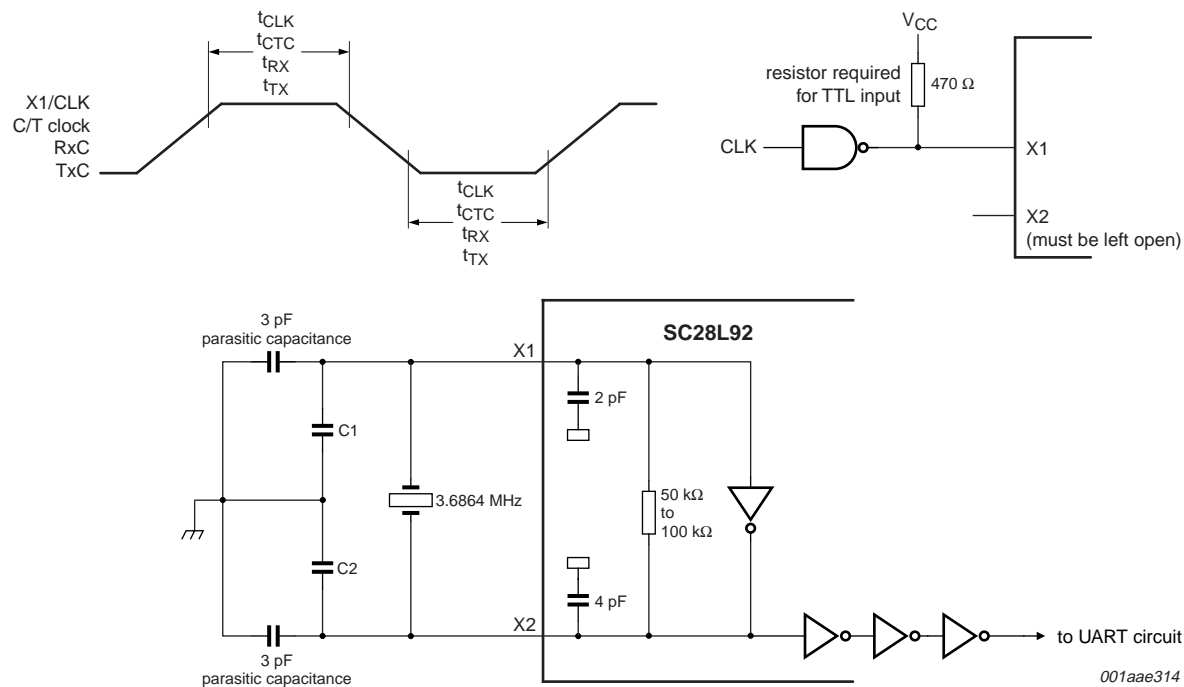 tCLK
tCTC
tRX
tTX
X1/CLK
C/T clock
RxC
TxC
tCLK
tCTC
tRX
tTX
VCC
resistor required
for TTL input
470 Ω
CLK
X1
X2
(must be left open)
3 pF
parasitic capacitance
X1
SC28L92
2 pF
C1
3.6864 MHz
50 kΩ
to
100 kΩ
C2
4 pF
X2
3 pF
parasitic capacitance
to UART circuit
001aae314